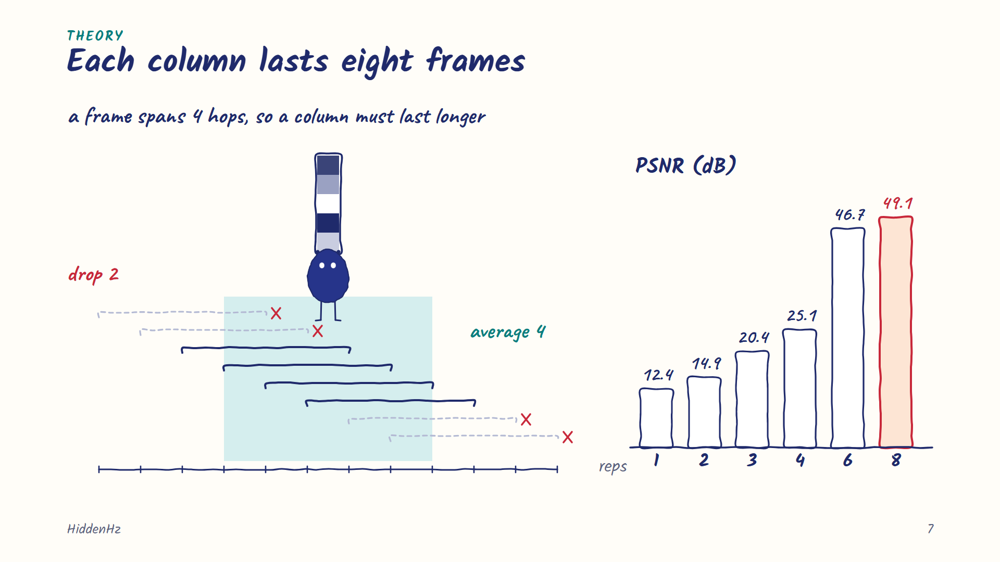 THEORY
Each column lasts eight frames
a frame spans 4 hops, so a column must last longer
drop 2
average 4
PSNR (dB)
12.4
14.9
20.4
25.1
46.7
49.1
reps 1 2 3 4 6 8
HiddenHz
7